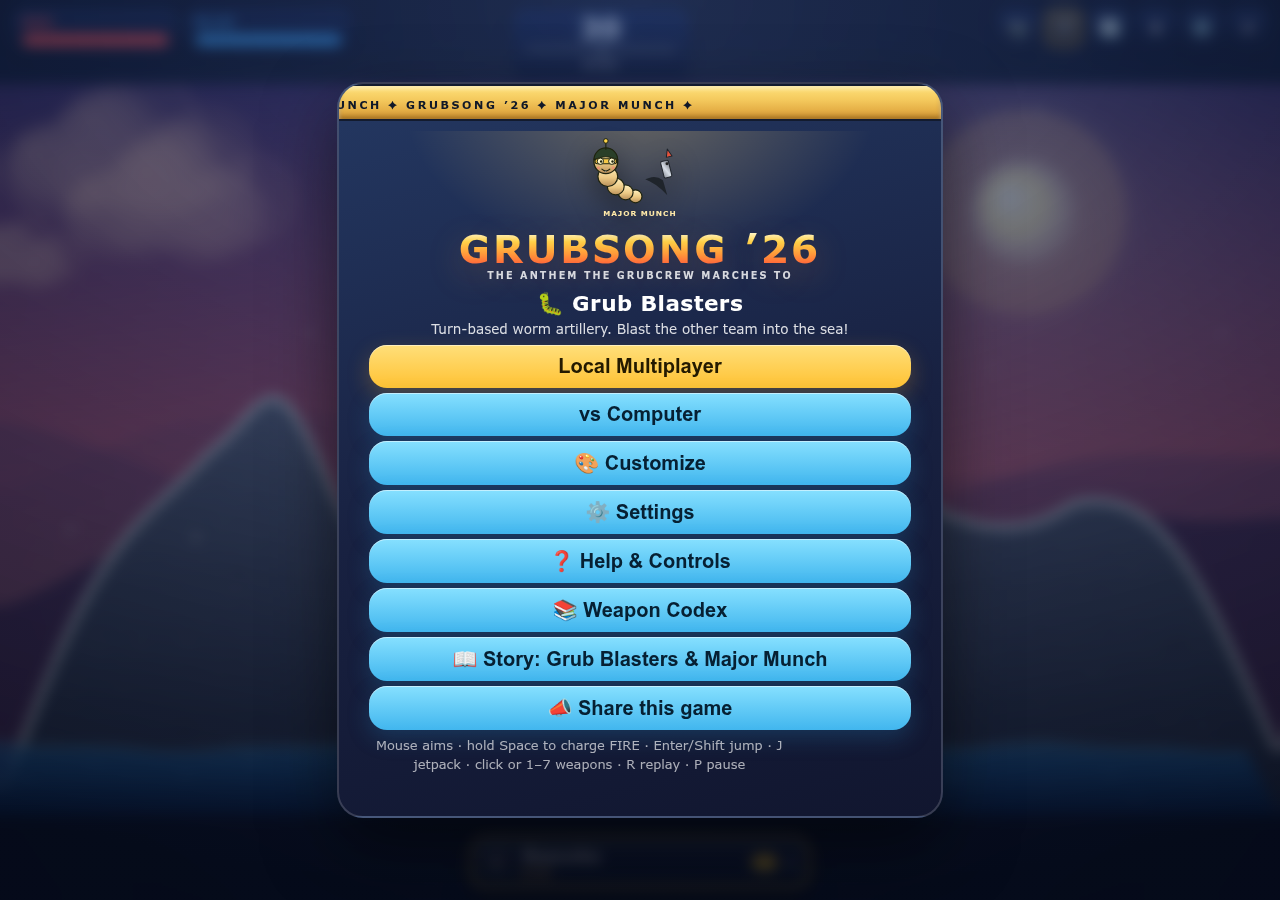 UNCH ✦ GRUBSONG ’26 ✦ MAJOR MUNCH ✦
MAJOR MUNCH
GRUBSONG ’26
THE ANTHEM THE GRUBCREW MARCHES TO
🐛 Grub Blasters
Turn-based worm artillery. Blast the other team into the sea!
Local Multiplayer
vs Computer
🎨 Customize
⚙️ Settings
❓ Help & Controls
📚 Weapon Codex
📖 Story: Grub Blasters & Major Munch
📣 Share this game
Mouse aims · hold Space to charge FIRE · Enter/Shift jump · J
jetpack · click or 1–7 weapons · R replay · P pause